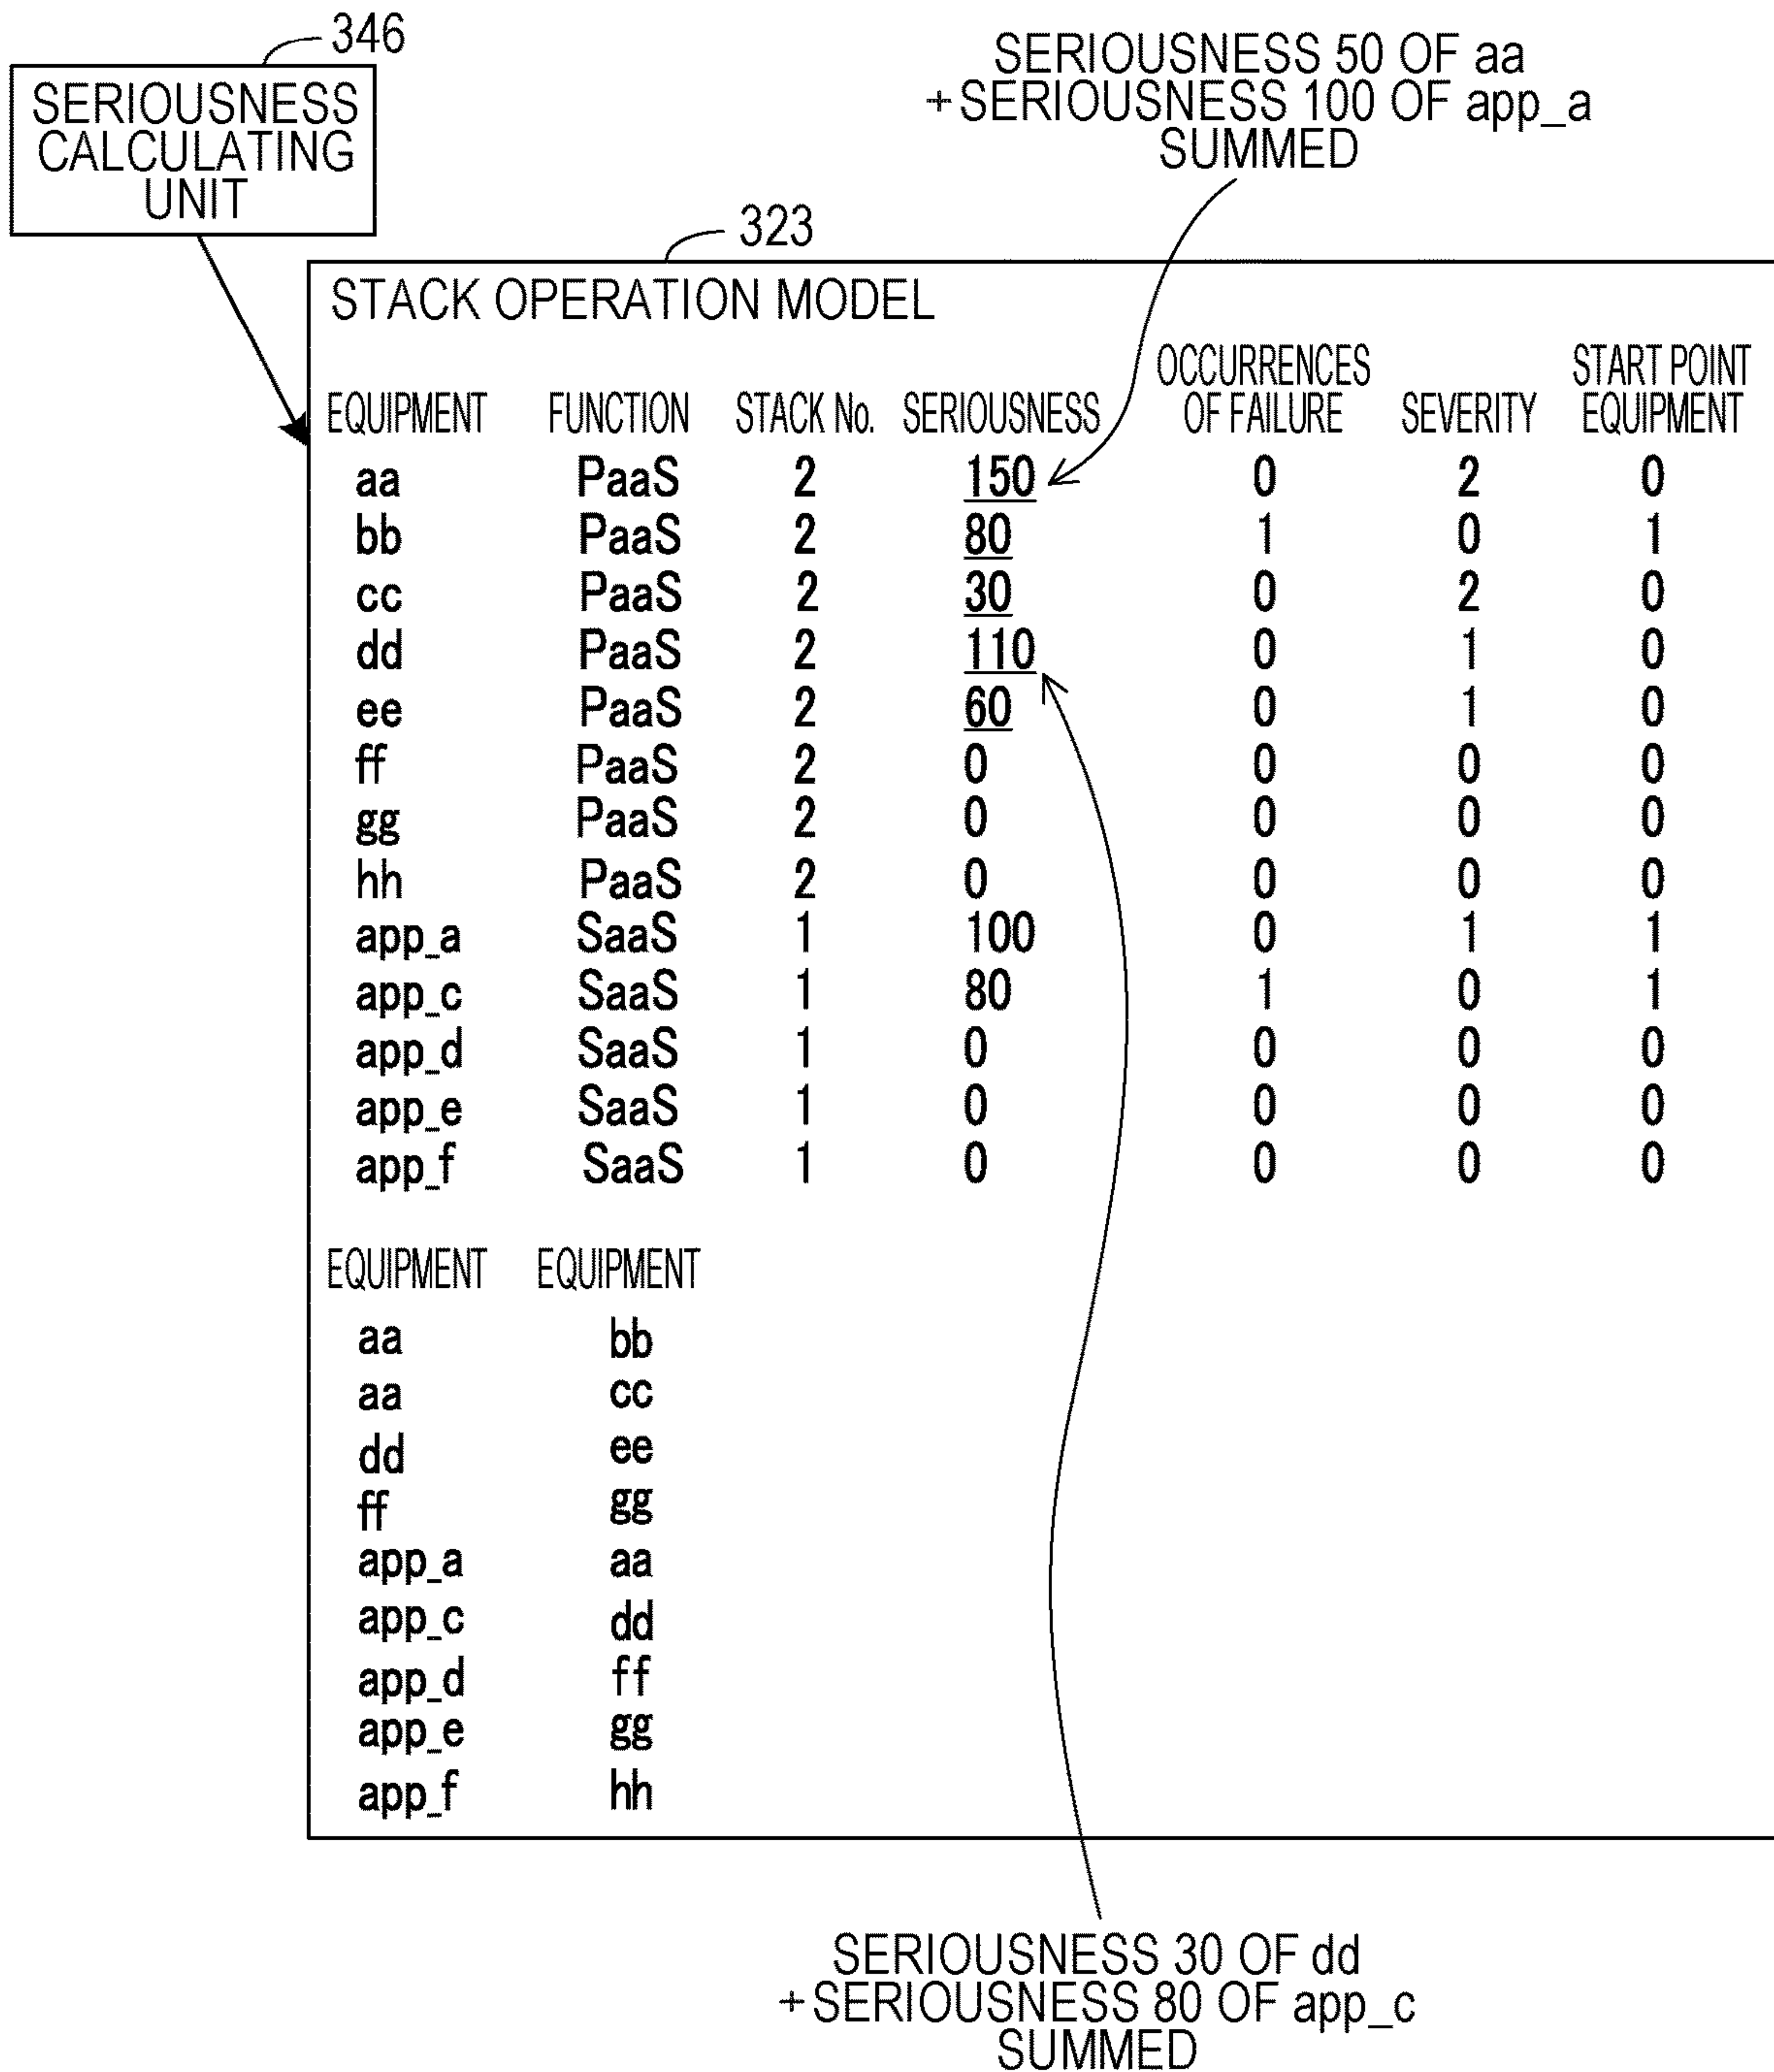 346
SERIOUSNESS
CALCULATING
UNIT
SERIOUSNESS 50 OF aa
+SERIOUSNESS 100 OF app_a
SUMMED
323
STACK OPERATION MODEL
EQUIPMENT FUNCTION STACK No. SERIOUSNESS OCCURRENCES OF FAILURE SEVERITY START POINT EQUIPMENT
aa PaaS 2 150 0 2 0
bb PaaS 2 80 1 0 1
cc PaaS 2 30 0 2 0
dd PaaS 2 110 0 1 0
ee PaaS 2 60 0 1 0
ff PaaS 2 0 0 0 0
gg PaaS 2 0 0 0 0
hh PaaS 2 0 0 0 0
app_a SaaS 1 100 0 1 1
app_c SaaS 1 80 1 0 1
app_d SaaS 1 0 0 0 0
app_e SaaS 1 0 0 0 0
app_f SaaS 1 0 0 0 0
EQUIPMENT EQUIPMENT
aa bb
aa cc
dd ee
ff gg
app_a aa
app_c dd
app_d ff
app_e gg
app_f hh
SERIOUSNESS 30 OF dd
+SERIOUSNESS 80 OF app_c
SUMMED